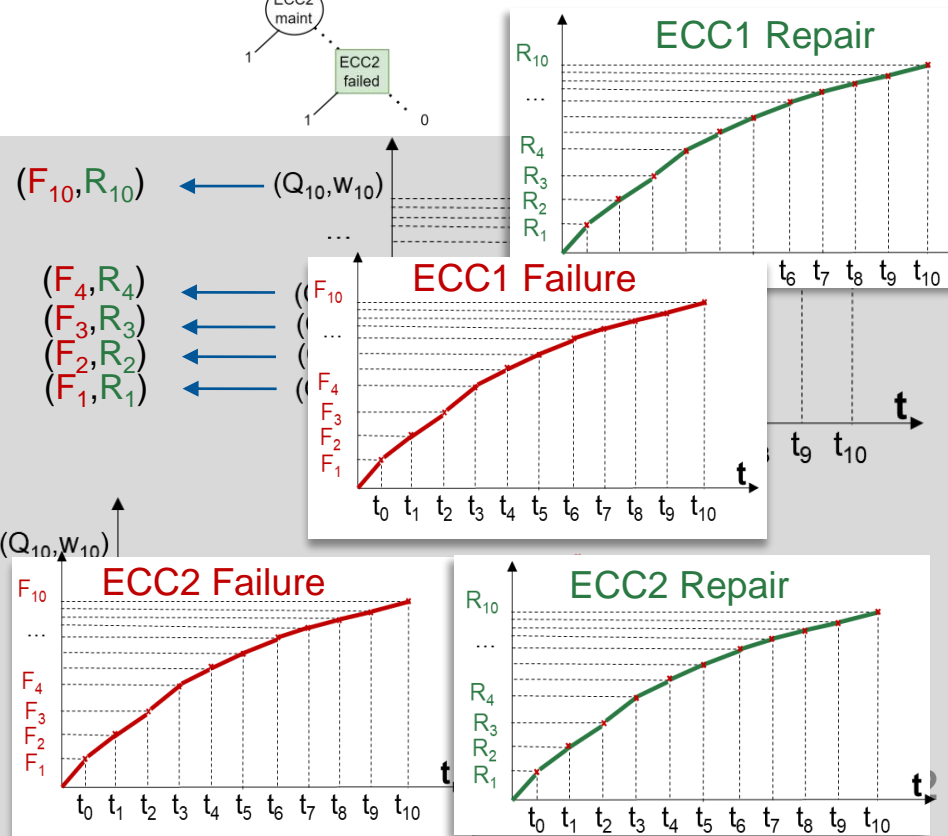 ECC2
maint
1
ECC2
failed
1
0
ECC1 Repair
R10
...
R4
R3
R2
R1
t6 t7 t8 t9 t10
(F10,R10)
(Q10,w10)
...
(F4,R4)
(F3,R3)
(F2,R2)
(F1,R1)
(
(
(
(
ECC1 Failure
F10
...
F4
F3
F2
F1
t
t0 t1 t2 t3 t4 t5 t6 t7 t8 t9 t10
t
t9 t10
(Q10,w10)
ECC2 Failure
F10
...
F4
F3
F2
F1
t
t0 t1 t2 t3 t4 t5 t6 t7 t8 t9 t10
ECC2 Repair
R10
...
R4
R3
R2
R1
t
t0 t1 t2 t3 t4 t5 t6 t7 t8 t9 t10